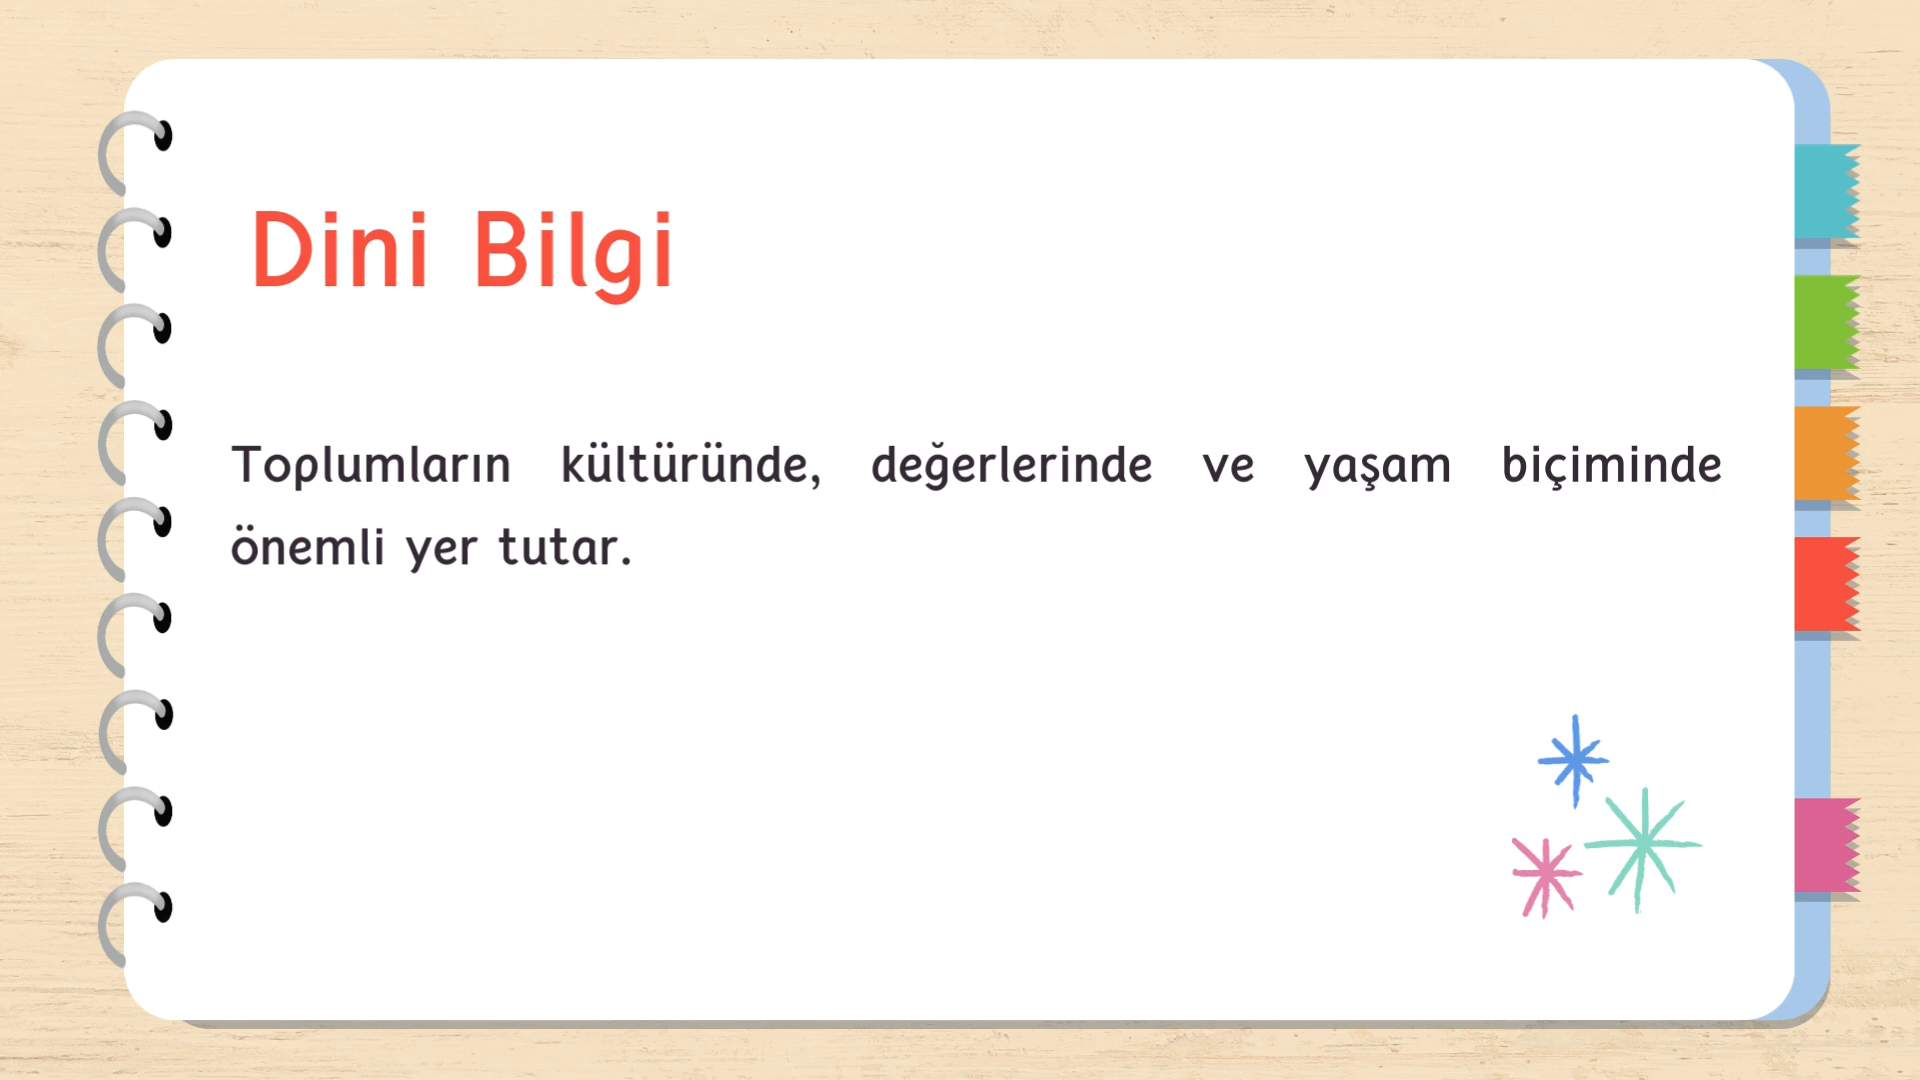 Dini Bilgi
Toplumların kültüründe, değerlerinde ve yaşam biçiminde
önemli yer tutar.